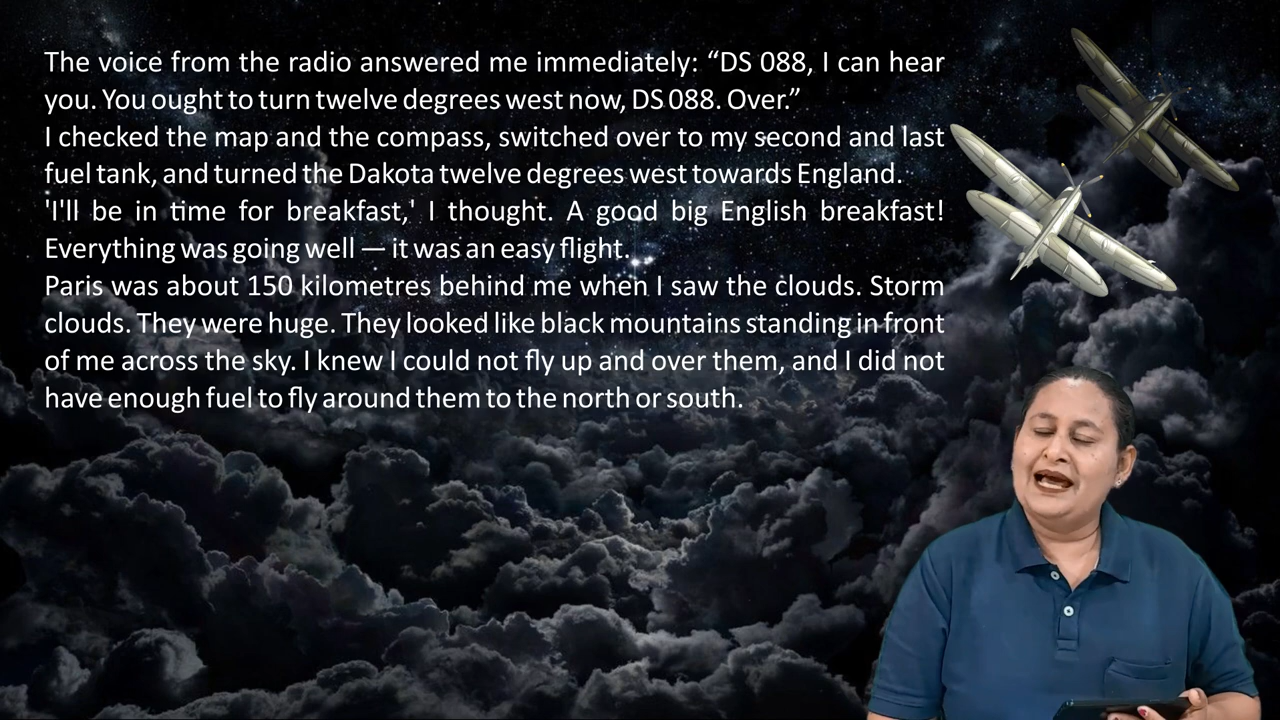 The voice from the radio answered me immediately: “DS 088, I can hear
you. You ought to turn twelve degrees west now, DS 088. Over.”
I checked the map and the compass, switched over to my second and last
fuel tank, and turned the Dakota twelve degrees west towards England.
'I'll be in time for breakfast,' I thought. A good big English breakfast!
Everything was going well — it was an easy flight.
Paris was about 150 kilometres behind me when I saw the clouds. Storm
clouds. They were huge. They looked like black mountains standing in front
of me across the sky. I knew I could not fly up and over them, and I did not
have enough fuel to fly around them to the north or south.